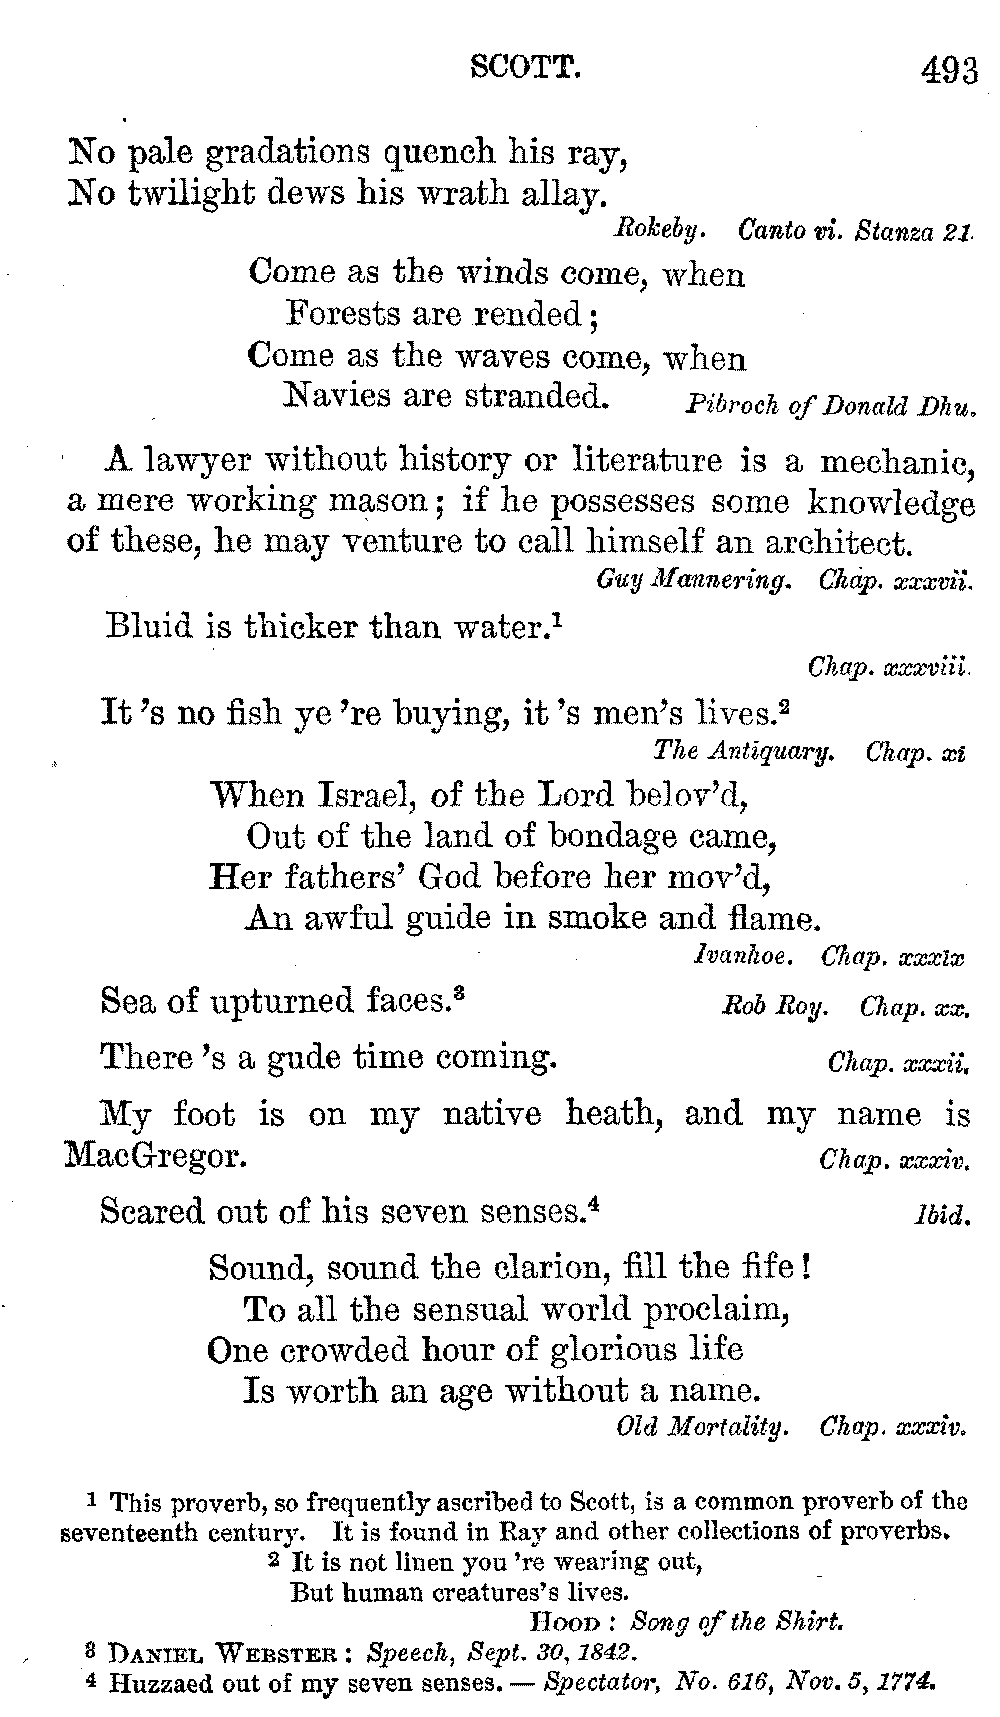 SCOTT. 493
No pale gradations quench his ray,
No twilight dews his wrath allay.
Rokeby. Canto vi. Stanza 21.
Come as the winds come, when
Forests are rended;
Come as the waves come, when
Navies are stranded. Pibroch of Donald Dhu.
A lawyer without history or literature is a mechanic,
a mere working mason; if he possesses some knowledge
of these, he may venture to call himself an architect.
Guy Mannering. Chap. xxxvii.
Bluid is thicker than water.¹
Chap. xxxviii.
It's no fish ye're buying, it's men's lives.²
The Antiquary. Chap. xi
When Israel, of the Lord belov'd,
Out of the land of bondage came,
Her fathers' God before her mov'd,
An awful guide in smoke and flame.
Ivanhoe. Chap. xxxix
Sea of upturned faces.³ Rob Roy. Chap. xx.
There's a gude time coming. Chap. xxxii.
My foot is on my native heath, and my name is
MacGregor. Chap. xxxiv.
Scared out of his seven senses.⁴ Ibid.
Sound, sound the clarion, fill the fife!
To all the sensual world proclaim,
One crowded hour of glorious life
Is worth an age without a name.
Old Mortality. Chap. xxxiv.
¹ This proverb, so frequently ascribed to Scott, is a common proverb of the
seventeenth century. It is found in Ray and other collections of proverbs.
² It is not linen you're wearing out,
But human creatures's lives.
HOOD: Song of the Shirt.
³ DANIEL WEBSTER: Speech, Sept. 30, 1842.
⁴ Huzzaed out of my seven senses. — Spectator, No. 616, Nov. 5, 1774.